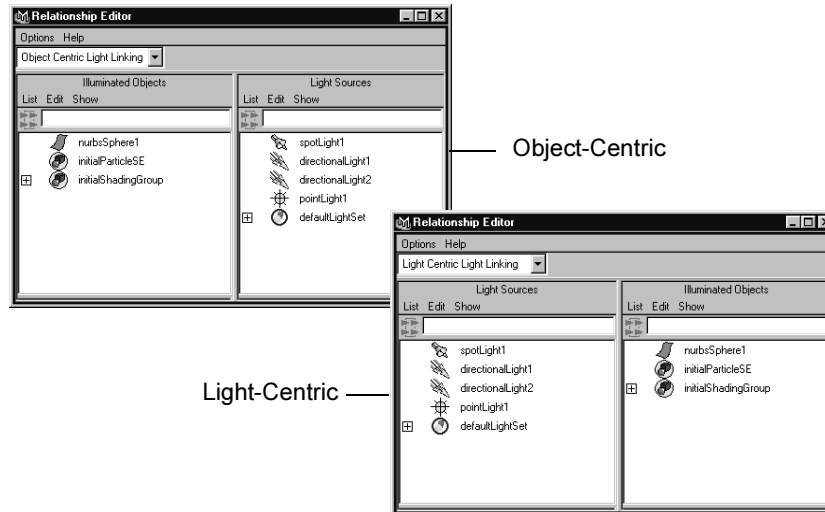 Relationship Editor
Options Help
Object Centric Light Linking
Illuminated Objects
List Edit Show
nurbsSphere1
initialParticleSE
initialShadingGroup
Light Sources
List Edit Show
spotLight1
directionalLight1
directionalLight2
pointLight1
defaultLightSet
Object-Centric
Relationship Editor
Options Help
Light Centric Light Linking
Light Sources
List Edit Show
spotLight1
directionalLight1
directionalLight2
pointLight1
defaultLightSet
Illuminated Objects
List Edit Show
nurbsSphere1
initialParticleSE
initialShadingGroup
Light-Centric